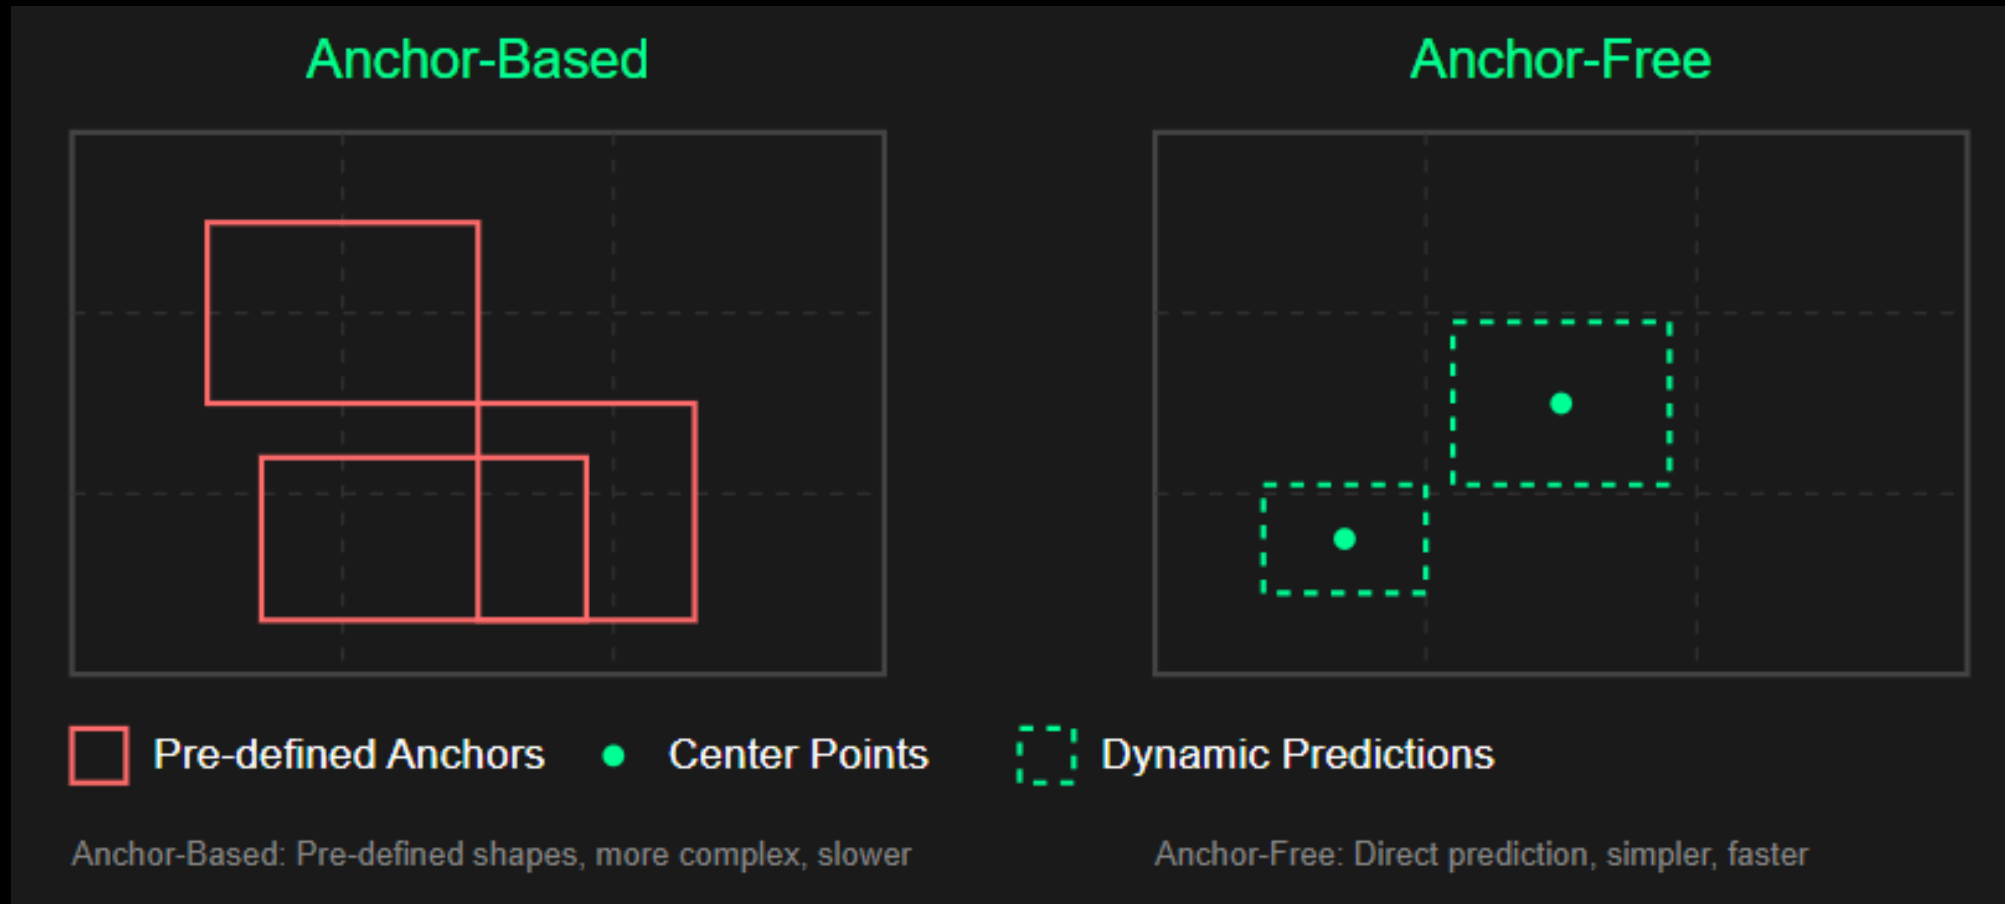 Anchor-Based
Anchor-Free
Pre-defined Anchors
Center Points
Dynamic Predictions
Anchor-Based: Pre-defined shapes, more complex, slower
Anchor-Free: Direct prediction, simpler, faster